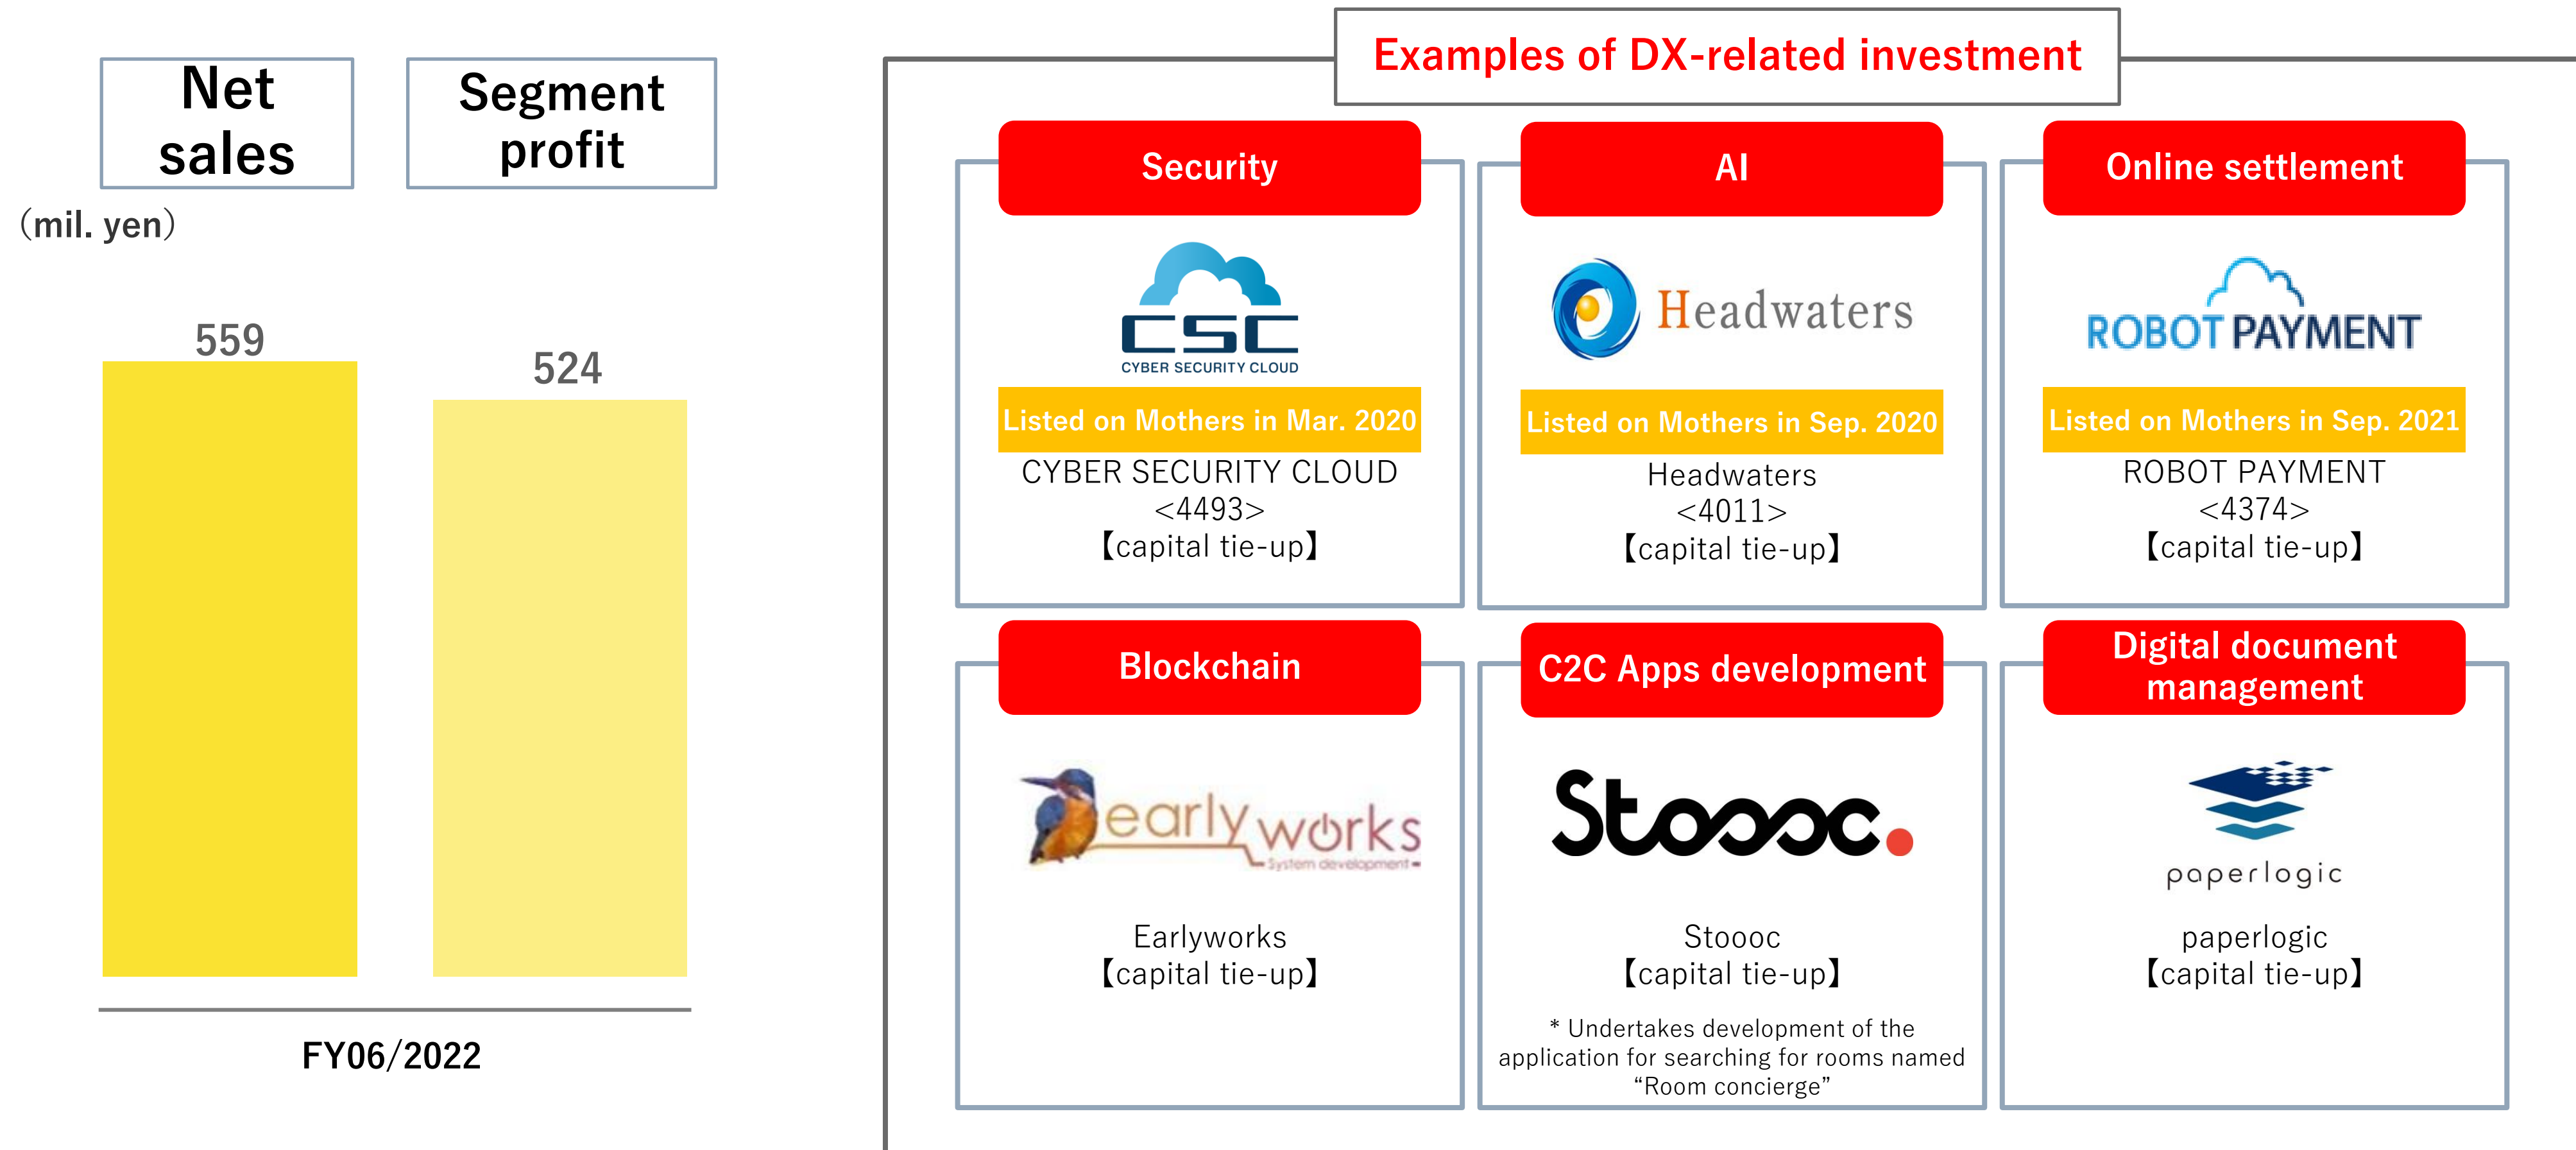 Net
sales
Segment
profit
(mil. yen)
559
524
FY06/2022
Examples of DX-related investment
Security
CSC
CYBER SECURITY CLOUD
Listed on Mothers in Mar. 2020
CYBER SECURITY CLOUD
<4493>
【capital tie-up】
AI
Headwaters
Listed on Mothers in Sep. 2020
Headwaters
<4011>
【capital tie-up】
Online settlement
ROBOT PAYMENT
Listed on Mothers in Sep. 2021
ROBOT PAYMENT
<4374>
【capital tie-up】
Blockchain
earlyworks
System development
Earlyworks
【capital tie-up】
C2C Apps development
Stoooc.
Stoooc
【capital tie-up】
* Undertakes development of the
application for searching for rooms named
“Room concierge”
Digital document
management
paperlogic
paperlogic
【capital tie-up】